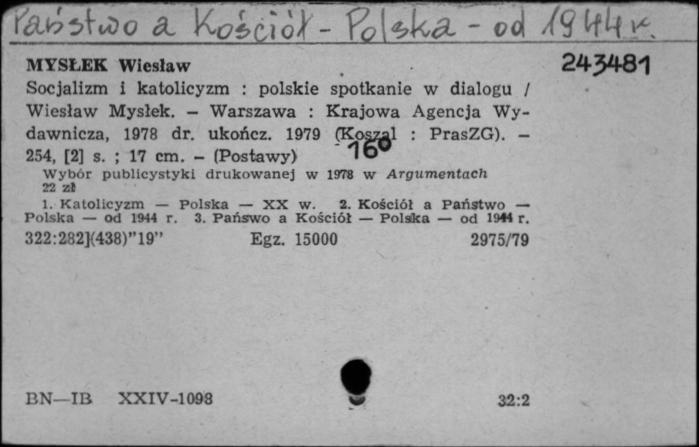 Państwo a Kościół - Polska - od 1944 r.
MYSŁEK Wiesław 243481
Socjalizm i katolicyzm : polskie spotkanie w dialogu /
Wiesław Mysłek. — Warszawa : Krajowa Agencja Wy-
dawnicza, 1978 dr. ukończ. 1979 (Koszal : PrasZG). —
254, [2] s. ; 17 cm. — (Postawy) 16°
Wybór publicystyki drukowanej w 1978 w Argumentach
22 zł
1. Katolicyzm — Polska — XX w. 2. Kościół a Państwo —
Polska — od 1944 r. 3. Pańswo a Kościół — Polska — od 1944 r.
322:282](438)"19" Egz. 15000 2975/79
BN—IB XXIV-1098 32:2